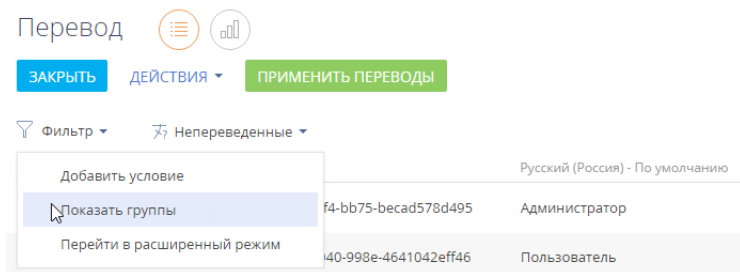 Перевод
ЗАКРЫТЬ ДЕЙСТВИЯ ПРИМЕНИТЬ ПЕРЕВОДЫ
Фильтр Непереведенные
Добавить условие
Русский (Россия) - По умолчанию
Показать группы
f4-bb75-becad578d495 Администратор
Перейти в расширенный режим
040-998e-4641042eff46 Пользователь